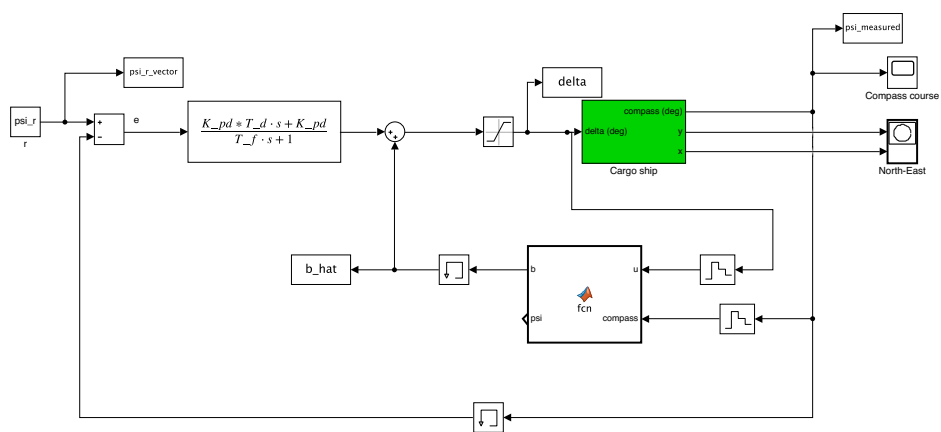 psi_measured
psi_r_vector
delta
Compass course
psi_r
r
+
−
e
K_pd * T_d · s + K_pd
T_f · s + 1
+
+
compass (deg)
delta (deg)
y
x
Cargo ship
North-East
b_hat
b
u
fcn
psi
compass